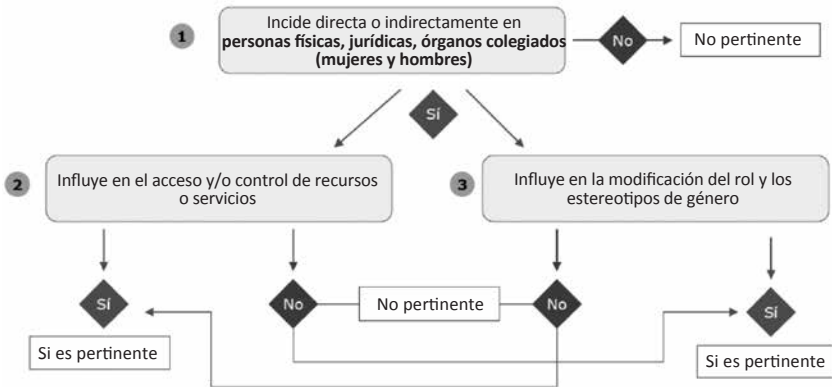 1
Incide directa o indirectamente en
personas físicas, jurídicas, órganos colegiados
(mujeres y hombres)
No
No pertinente
Sí
2
Influye en el acceso y/o control de recursos
o servicios
3
Influye en la modificación del rol y los
estereotipos de género
Sí
No
No pertinente
No
Sí
Si es pertinente
Si es pertinente